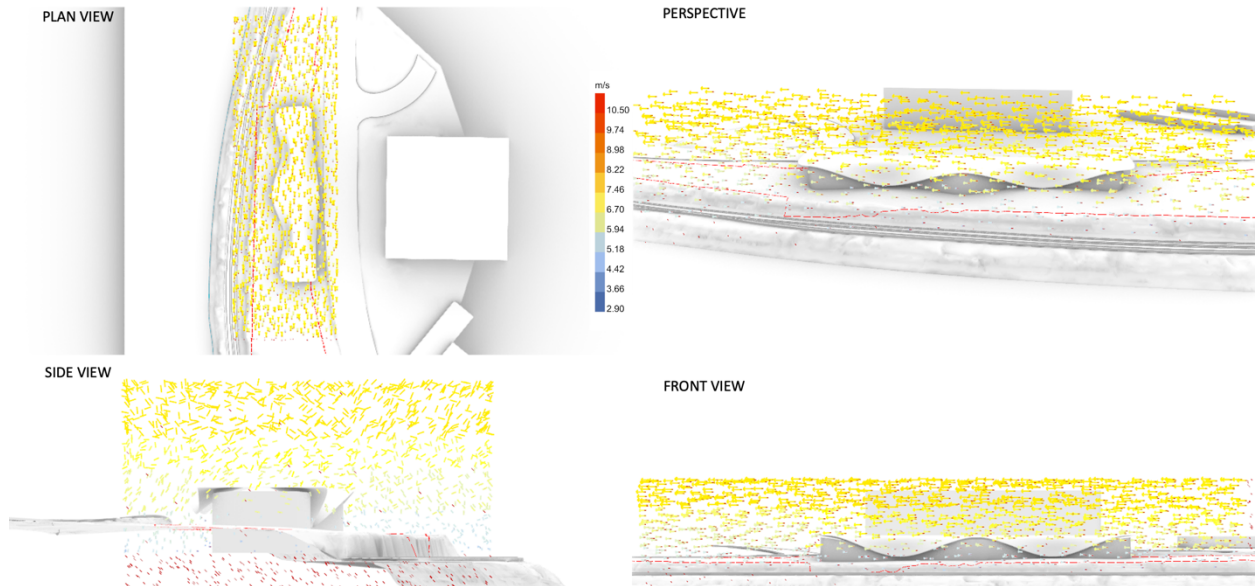 PLAN VIEW
PERSPECTIVE
m/s
10.50
9.74
8.98
8.22
7.46
6.70
5.94
5.18
4.42
3.66
2.90
SIDE VIEW
FRONT VIEW